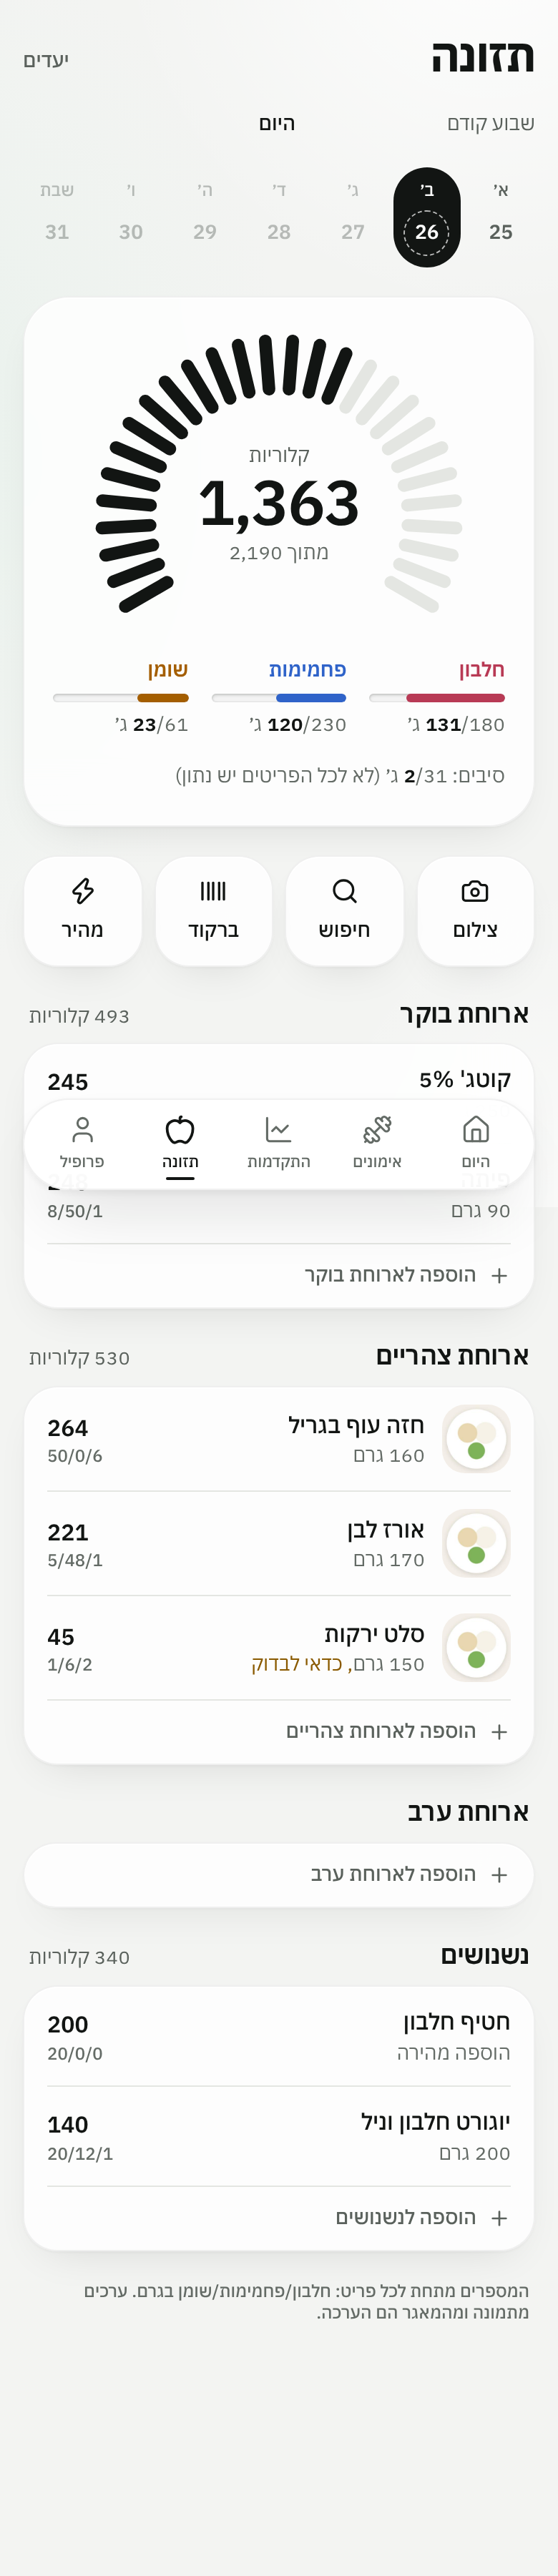 תזונה
יעדים
שבוע קודם
היום
א׳ ב׳ ג׳ ד׳ ה׳ ו׳ שבת
25 26 27 28 29 30 31
קלוריות
1,363
מתוך 2,190
חלבון פחמימות שומן
131/180 ג׳ 120/230 ג׳ 23/61 ג׳
סיבים: 2/31 ג׳ (לא לכל הפריטים יש נתון)
צילום חיפוש ברקוד מהיר
ארוחת בוקר
493 קלוריות
קוטג' 5%
245
היום אימונים התקדמות תזונה פרופיל
90 גרם
8/50/1
הוספה לארוחת בוקר
ארוחת צהריים
530 קלוריות
חזה עוף בגריל
264
160 גרם
50/0/6
אורז לבן
221
170 גרם
5/48/1
סלט ירקות
45
150 גרם, כדאי לבדוק
1/6/2
הוספה לארוחת צהריים
ארוחת ערב
הוספה לארוחת ערב
נשנושים
340 קלוריות
חטיף חלבון
200
הוספה מהירה
20/0/0
יוגורט חלבון וניל
140
200 גרם
20/12/1
הוספה לנשנושים
המספרים מתחת לכל פריט: חלבון/פחמימות/שומן בגרם. ערכים
מתמונה ומהמאגר הם הערכה.